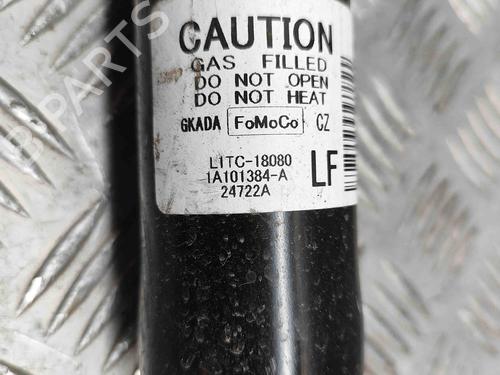 CAUTION
GAS FILLED
DO NOT OPEN
DO NOT HEAT
GKADA FoMoCo CZ
L1TC-18080
1A101384-A LF
24722A